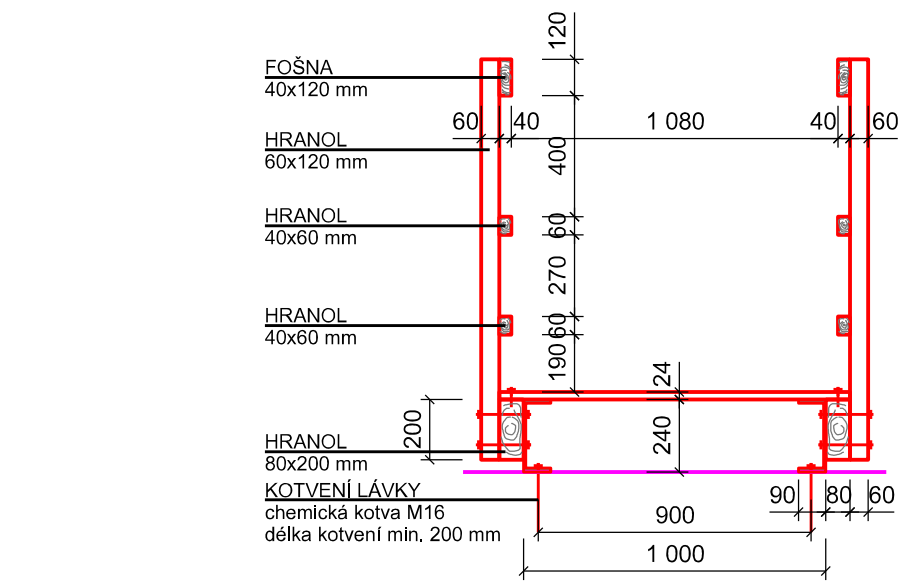 120
FOŠNA
40x120 mm
60
40
1 080
40
60
HRANOL
60x120 mm
400
HRANOL
40x60 mm
60
270
HRANOL
40x60 mm
60
190
24
200
240
HRANOL
80x200 mm
KOTVENÍ LÁVKY
chemická kotva M16
délka kotvení min. 200 mm
90
80
60
900
1 000